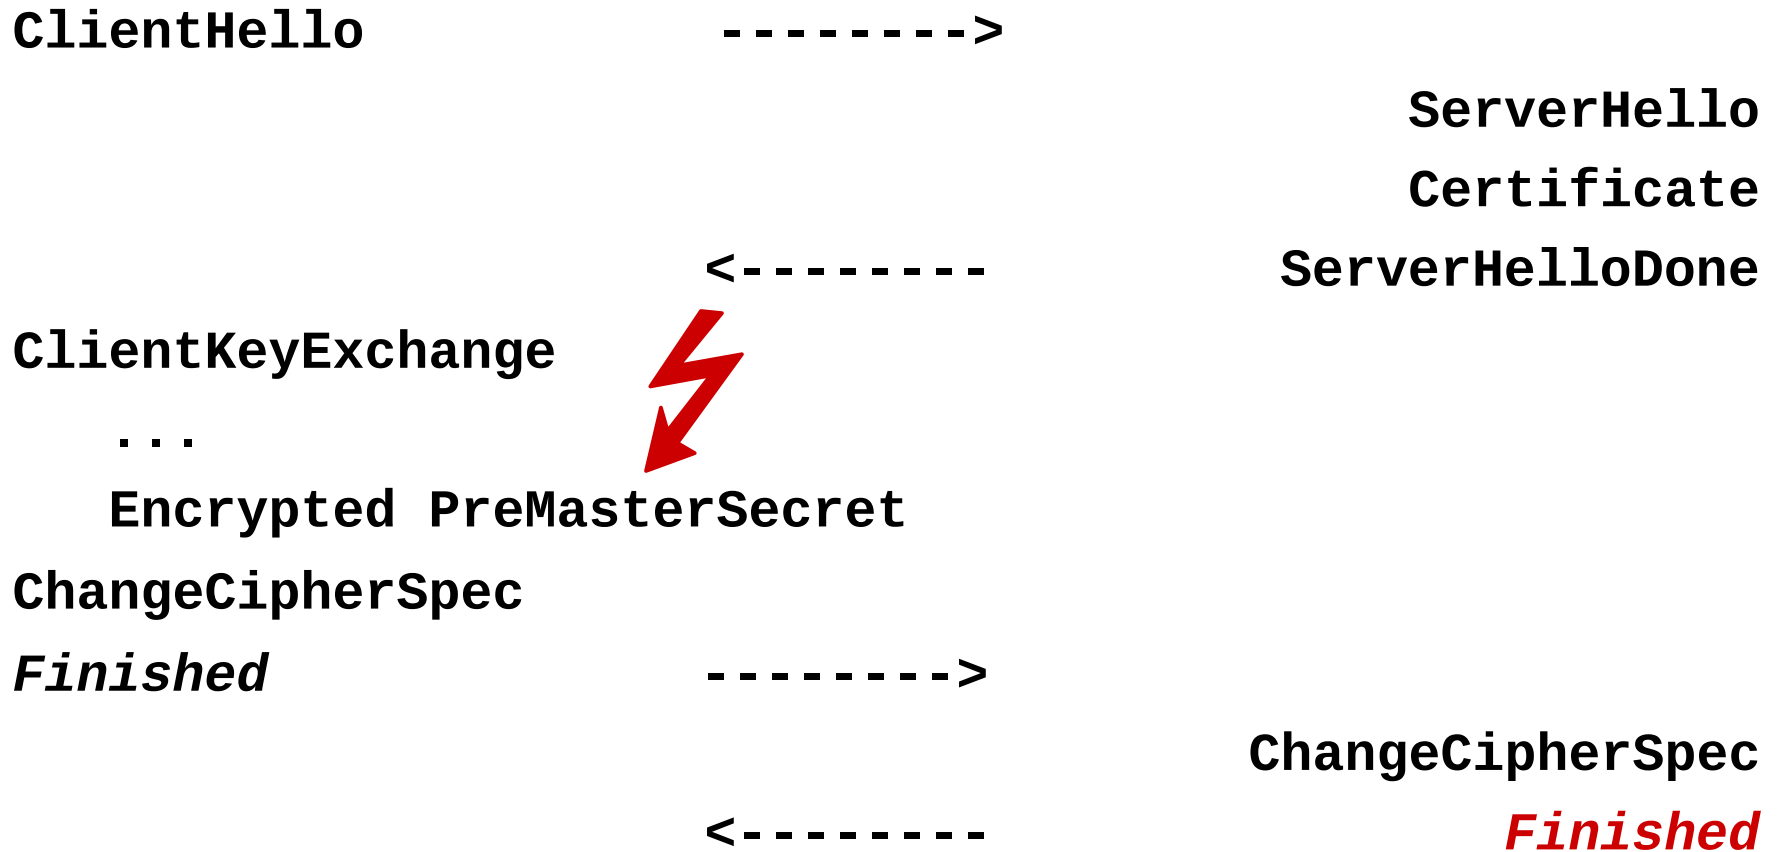 ClientHello -------->
ServerHello
Certificate
<-------- ServerHelloDone
ClientKeyExchange
...
Encrypted PreMasterSecret
ChangeCipherSpec
Finished -------->
ChangeCipherSpec
<-------- Finished